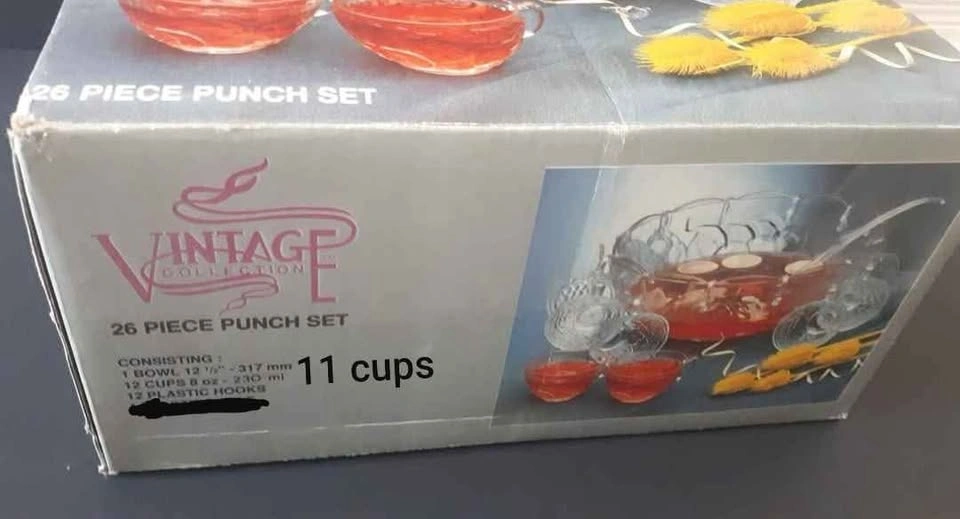 26 PIECE PUNCH SET
VINTAGE
COLLECTION
26 PIECE PUNCH SET
CONSISTING :
1 BOWL 12 ½" - 317 mm
12 CUPS 8 oz - 230 ml
12 PLASTIC HOOKS
11 cups